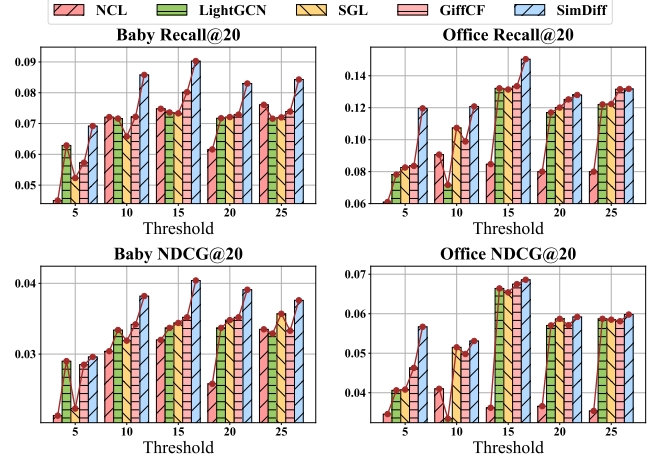 NCL LightGCN SGL GiffCF SimDiff
Baby Recall@20
0.09
0.08
0.07
0.06
0.05
5 10 15 20 25
Threshold
Office Recall@20
0.14
0.12
0.10
0.08
0.06
5 10 15 20 25
Threshold
Baby NDCG@20
0.04
0.03
5 10 15 20 25
Threshold
Office NDCG@20
0.07
0.06
0.05
0.04
5 10 15 20 25
Threshold